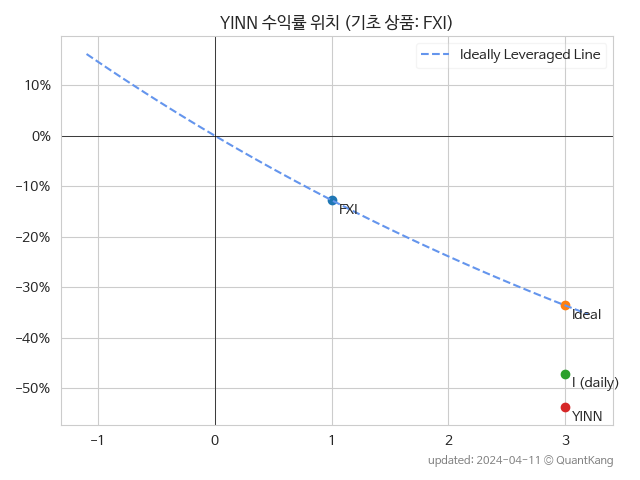 YINN 수익률 위치 (기초 상품: FXI)
Ideally Leveraged Line
10%
0%
−10%
−20%
−30%
−40%
−50%
FXI
Ideal
I (daily)
YINN
−1
0
1
2
3
updated: 2024-04-11 © QuantKang